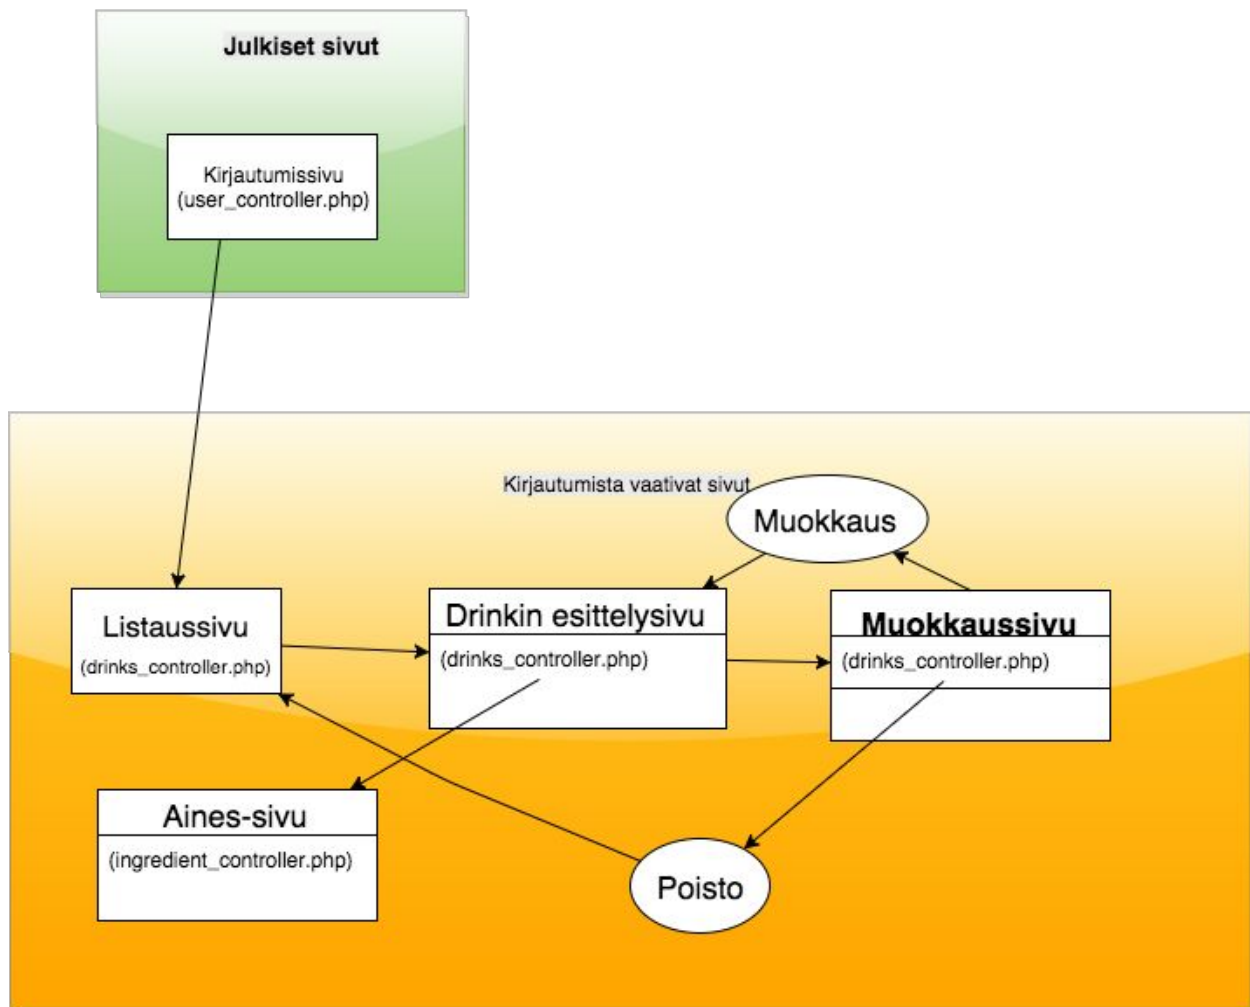 Julkiset sivut
Kirjautumissivu
(user_controller.php)
Kirjautumista vaativat sivut
Muokkaus
Listaussivu
(drinks_controller.php)
Drinkin esittelysivu
(drinks_controller.php)
Muokkaussivu
(drinks_controller.php)
Aines-sivu
(ingredient_controller.php)
Poisto